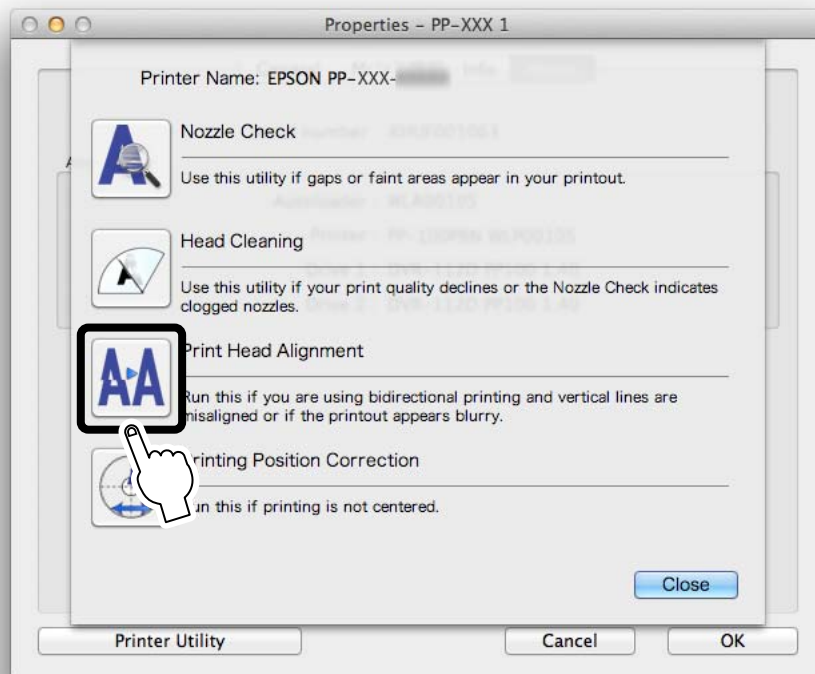 Properties - PP-XXX 1
Printer Name: EPSON PP-XXX-
Nozzle Check
Use this utility if gaps or faint areas appear in your printout.
Head Cleaning
Use this utility if your print quality declines or the Nozzle Check indicates
clogged nozzles.
Print Head Alignment
Run this if you are using bidirectional printing and vertical lines are
misaligned or if the printout appears blurry.
Printing Position Correction
Run this if printing is not centered.
Close
Printer Utility
Cancel
OK